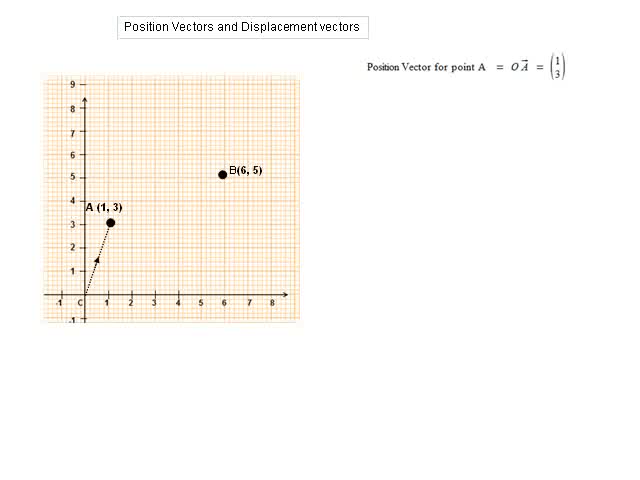 Position Vectors and Displacement vectors
Position Vector for point A = OA = (1 3)
9
8
7
6
5
4
3
2
1
-1
B(6, 5)
A (1, 3)
-1 C 1 2 3 4 5 6 7 8